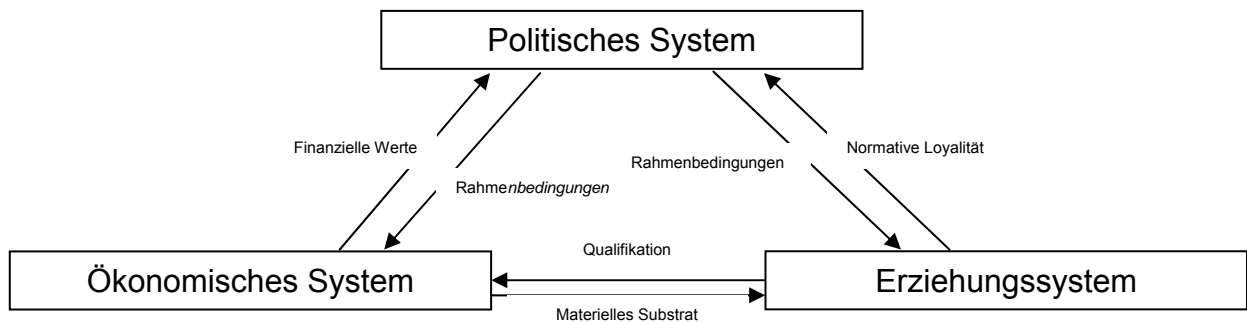 Politisches System
Finanzielle Werte
Normative Loyalität
Rahmenbedingungen
Rahmenbedingungen
Qualifikation
Ökonomisches System
Erziehungssystem
Materielles Substrat